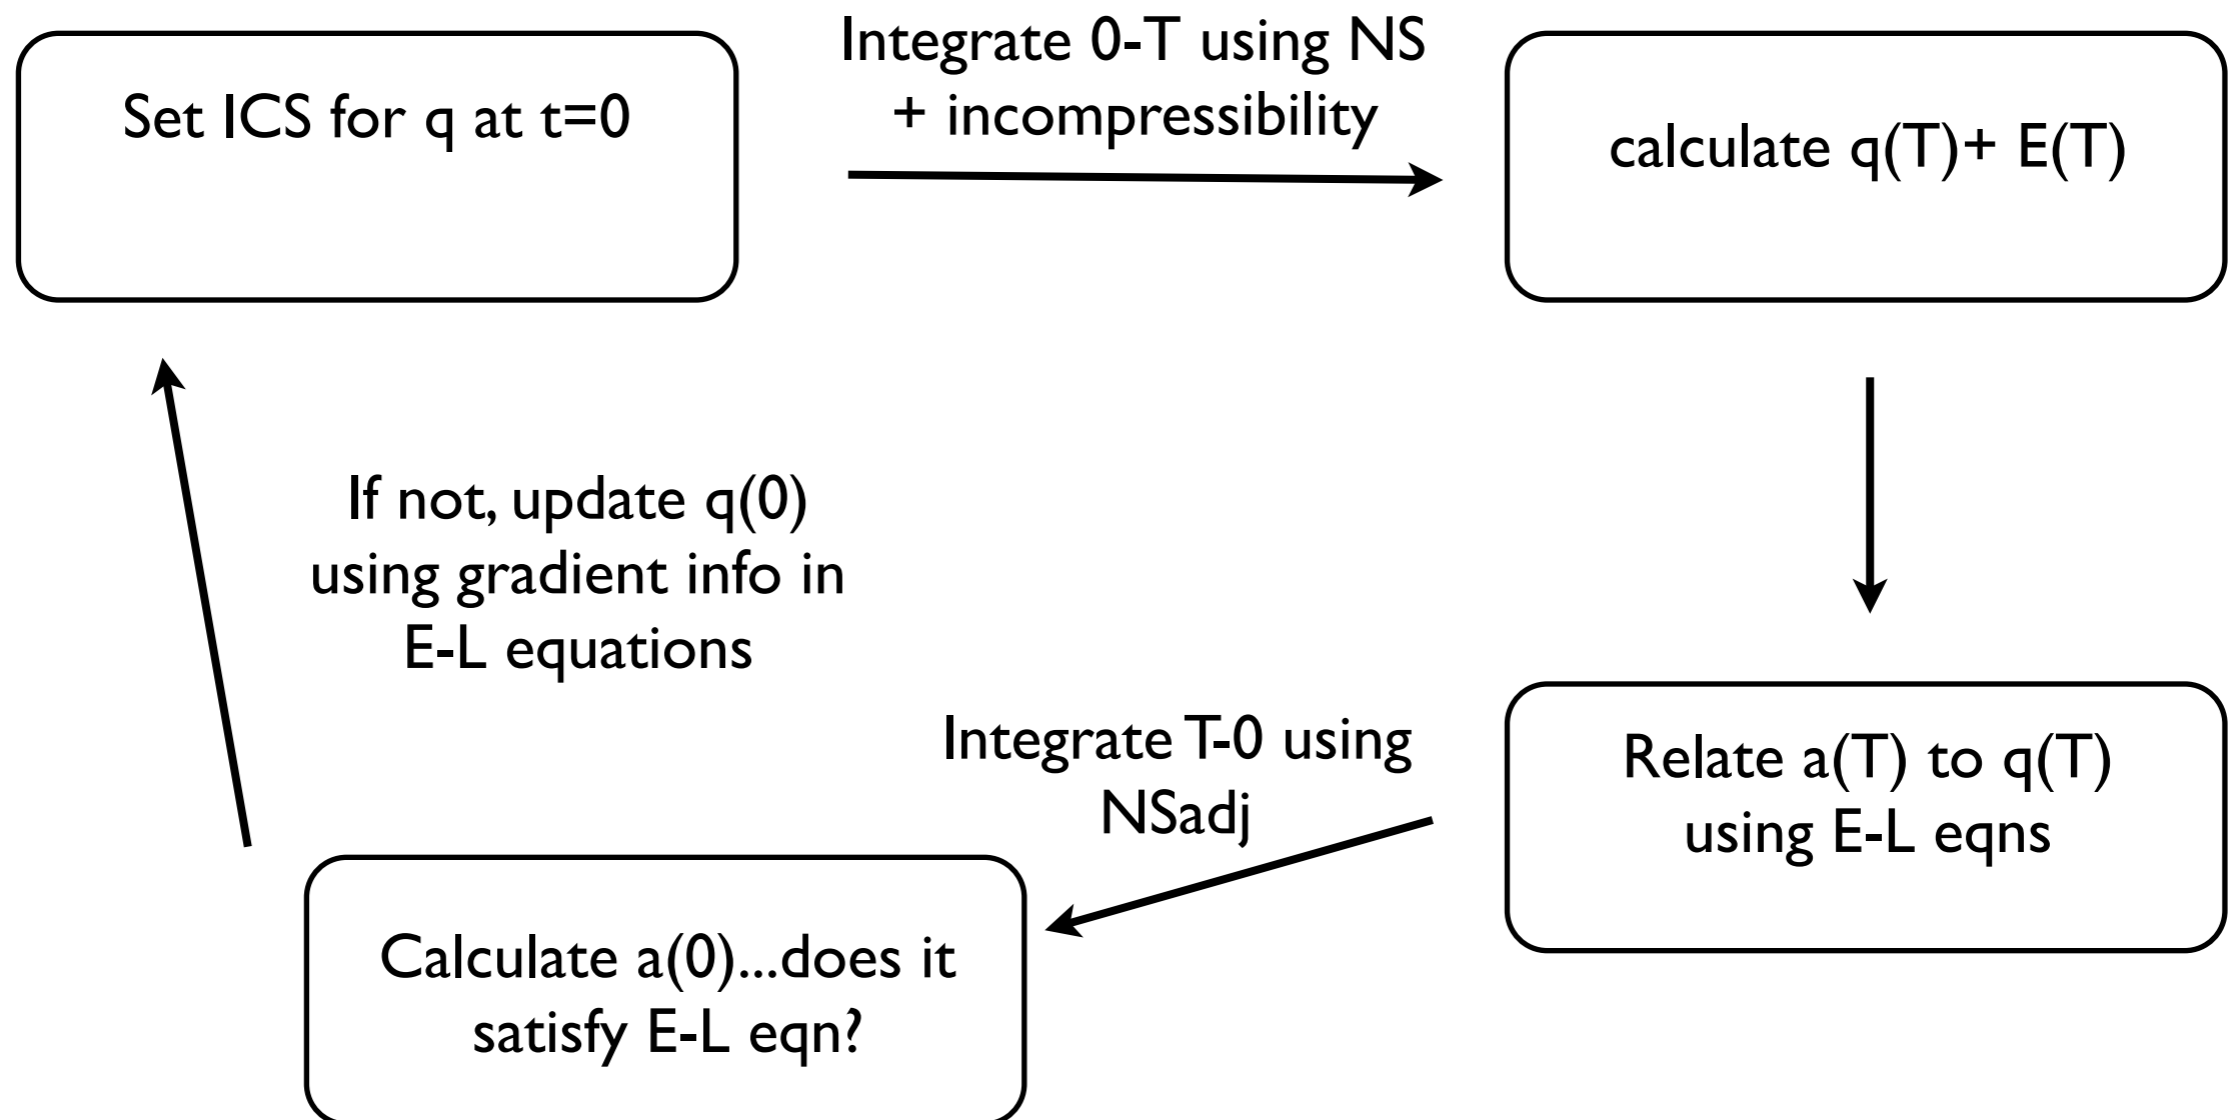 Set ICS for q at t=0
Integrate 0-T using NS
+ incompressibility
calculate q(T)+ E(T)
Relate a(T) to q(T)
using E-L eqns
Integrate T-0 using
NSadj
Calculate a(0)...does it
satisfy E-L eqn?
If not, update q(0)
using gradient info in
E-L equations